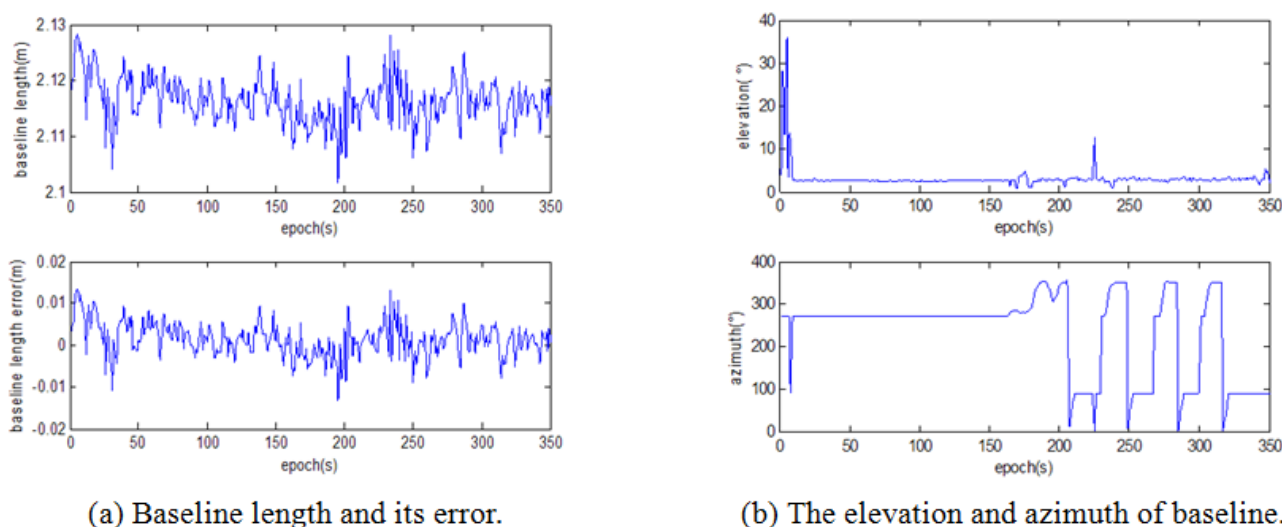 2.13
2.12
2.11
2.1
baseline length(m)
0 50 100 150 200 250 300 350
epoch(s)
0.02
0.01
0
-0.01
-0.02
baseline length error(m)
0 50 100 150 200 250 300 350
epoch(s)
(a) Baseline length and its error.
40
30
20
10
0
elevation( °)
0 50 100 150 200 250 300 350
epoch(s)
400
300
200
100
0
azimuth(°)
0 50 100 150 200 250 300 350
epoch(s)
(b) The elevation and azimuth of baseline.